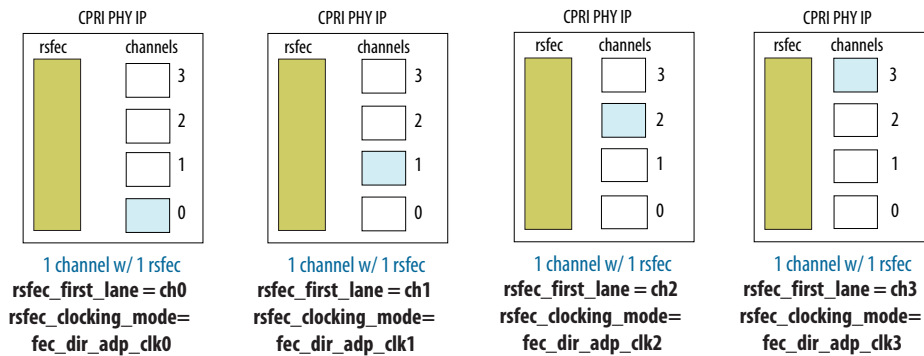 CPRI PHY IP
rsfec channels
3
2
1
0
1 channel w/ 1 rsfec
rsfec_first_lane = ch0
rsfec_clocking_mode=
fec_dir_adp_clk0
CPRI PHY IP
rsfec channels
3
2
1
0
1 channel w/ 1 rsfec
rsfec_first_lane = ch1
rsfec_clocking_mode=
fec_dir_adp_clk1
CPRI PHY IP
rsfec channels
3
2
1
0
1 channel w/ 1 rsfec
rsfec_first_lane = ch2
rsfec_clocking_mode=
fec_dir_adp_clk2
CPRI PHY IP
rsfec channels
3
2
1
0
1 channel w/ 1 rsfec
rsfec_first_lane = ch3
rsfec_clocking_mode=
fec_dir_adp_clk3